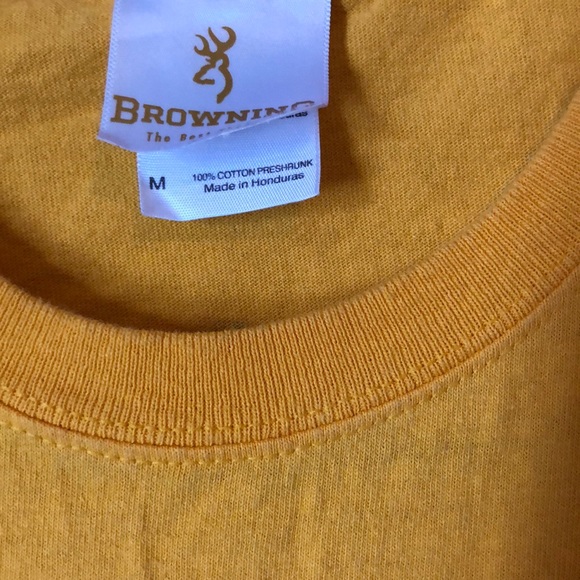 BROWNING
The Best
M
100% COTTON PRESHRUNK
Made in Honduras